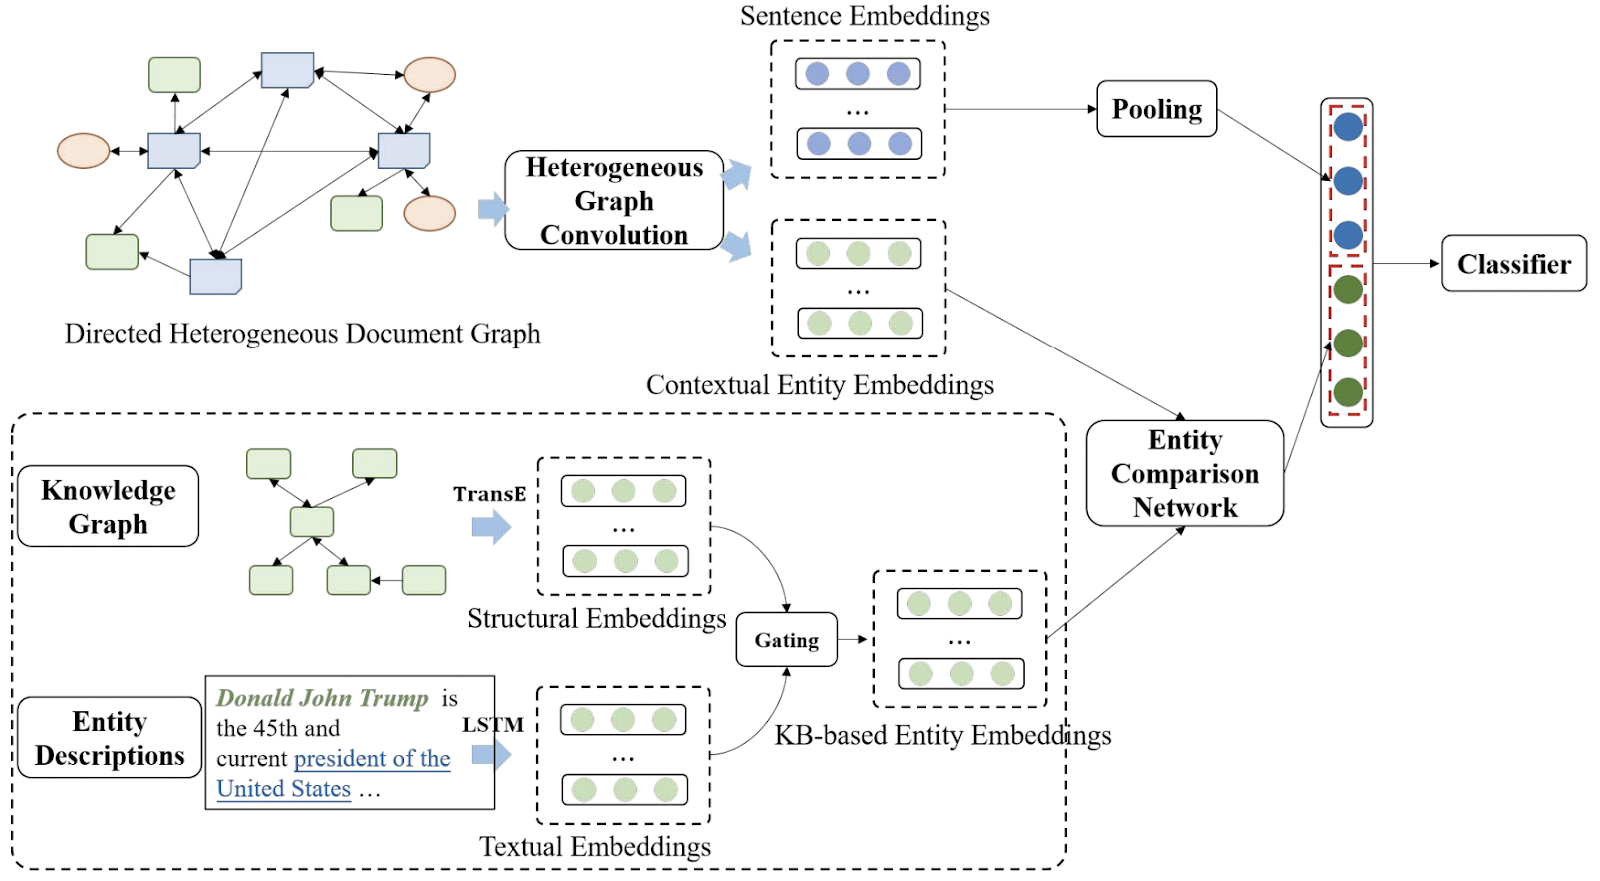 Sentence Embeddings
...
Pooling
Heterogeneous
Graph
Convolution
...
Classifier
Directed Heterogeneous Document Graph
Contextual Entity Embeddings
Entity
Comparison
Network
Knowledge
Graph
TransE
...
Structural Embeddings
Gating
...
KB-based Entity Embeddings
Entity
Descriptions
Donald John Trump is
the 45th and
current president of the
United States ...
LSTM
...
Textual Embeddings